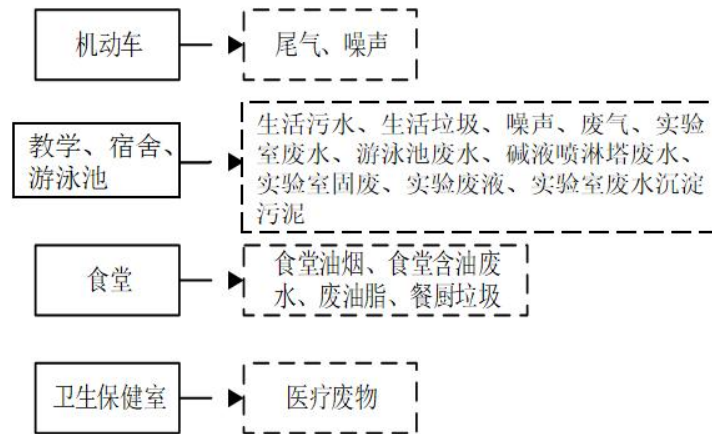 机动车
尾气、噪声
教学、宿舍、
游泳池
生活污水、生活垃圾、噪声、废气、实验
室废水、游泳池废水、碱液喷淋塔废水、
实验室固废、实验废液、实验室废水沉淀
污泥
食堂
食堂油烟、食堂含油废
水、废油脂、餐厨垃圾
卫生保健室
医疗废物